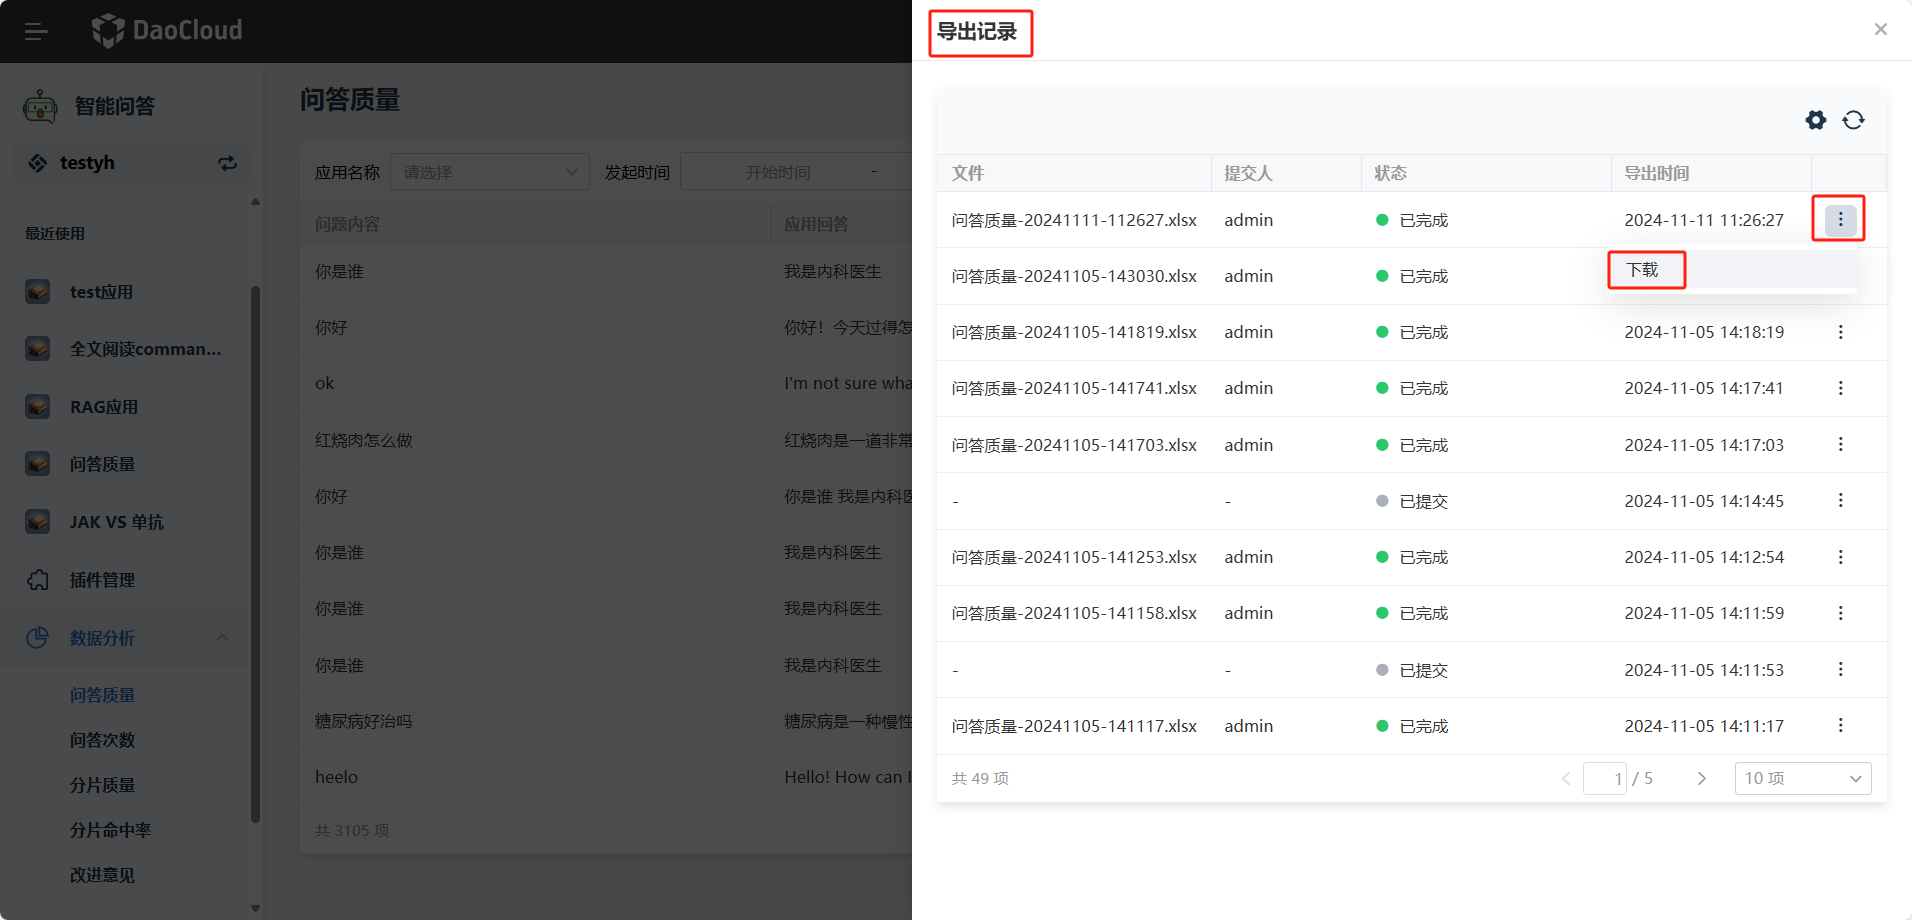 DaoCloud
智能问答
testyh
最近使用
test应用
全文阅读comman...
RAG应用
问答质量
JAK VS 单抗
插件管理
数据分析
问答质量
问答次数
分片质量
分片命中率
改进意见
问答质量
应用名称 请选择 发起时间 开始时间 -
问题内容 应用回答
你是谁 我是内科医生
你好 你好！今天过得怎
ok I'm not sure wha
红烧肉怎么做 红烧肉是一道非常
你好 你是谁 我是内科医
你是谁 我是内科医生
你是谁 我是内科医生
你是谁 我是内科医生
糖尿病好治吗 糖尿病是一种慢性
heelo Hello! How can I
共 3105 项
导出记录
文件 提交人 状态 导出时间
问答质量-20241111-112627.xlsx admin 已完成 2024-11-11 11:26:27
下载
问答质量-20241105-143030.xlsx admin 已完成
问答质量-20241105-141819.xlsx admin 已完成 2024-11-05 14:18:19
问答质量-20241105-141741.xlsx admin 已完成 2024-11-05 14:17:41
问答质量-20241105-141703.xlsx admin 已完成 2024-11-05 14:17:03
- - 已提交 2024-11-05 14:14:45
问答质量-20241105-141253.xlsx admin 已完成 2024-11-05 14:12:54
问答质量-20241105-141158.xlsx admin 已完成 2024-11-05 14:11:59
- - 已提交 2024-11-05 14:11:53
问答质量-20241105-141117.xlsx admin 已完成 2024-11-05 14:11:17
共 49 项 1 / 5 10 项